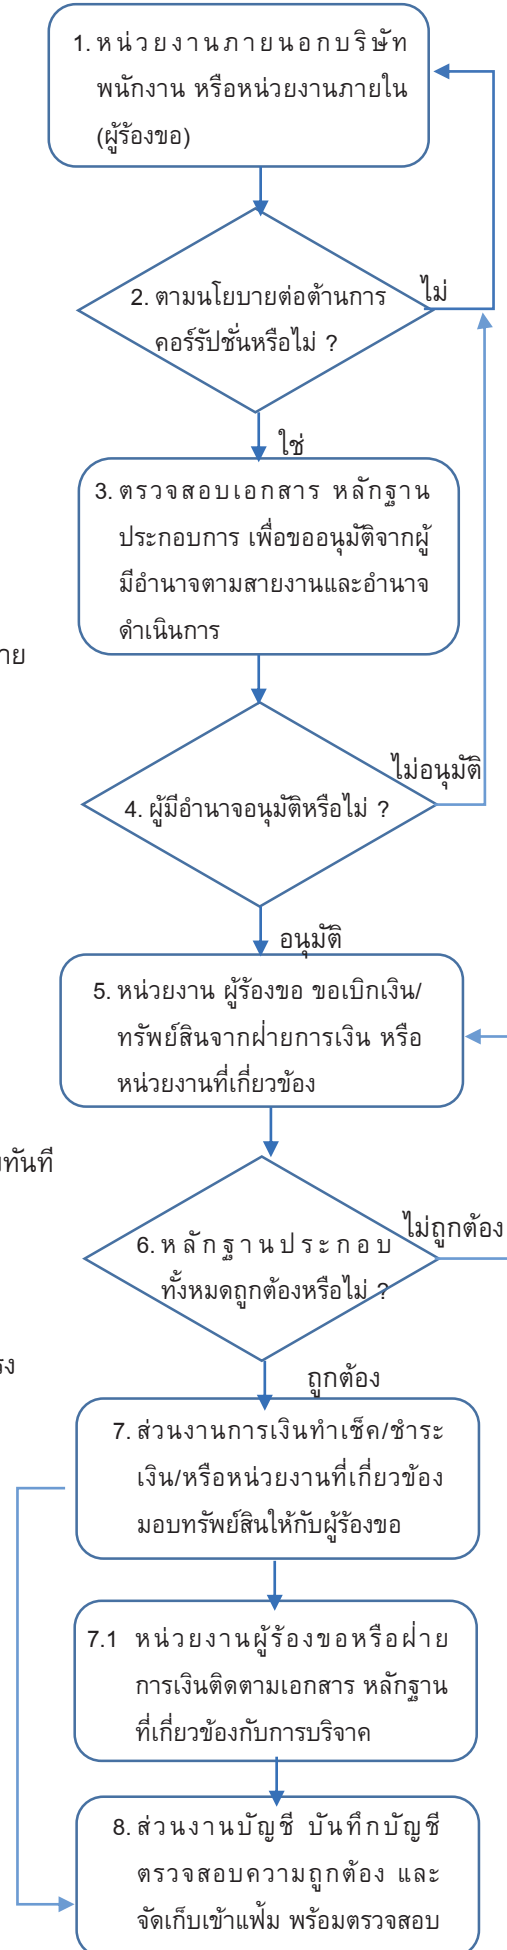 1. หน่วยงานภายนอกบริษัท
พนักงาน หรือหน่วยงานภายใน
(ผู้ร้องขอ)
2. ตามนโยบายต่อต้านการ
คอร์รัปชั่นหรือไม่ ?
ไม่
ใช่
3. ตรวจสอบเอกสาร หลักฐาน
ประกอบการ เพื่อขออนุมัติจากผู้
มีอำนาจตามสายงานและอำนาจ
ดำเนินการ
าย
4. ผู้มีอำนาจอนุมัติหรือไม่ ?
ไม่อนุมัติ
อนุมัติ
5. หน่วยงาน ผู้ร้องขอ ขอเบิกเงิน/
ทรัพย์สินจากฝ่ายการเงิน หรือ
หน่วยงานที่เกี่ยวข้อง
ทันที
6. หลักฐานประกอบ
ทั้งหมดถูกต้องหรือไม่ ?
ไม่ถูกต้อง
ถูกต้อง
7. ส่วนงานการเงินทำเช็ค/ชำระ
เงิน/หรือหน่วยงานที่เกี่ยวข้อง
มอบทรัพย์สินให้กับผู้ร้องขอ
7.1 หน่วยงานผู้ร้องขอหรือฝ่าย
การเงินติดตามเอกสาร หลักฐาน
ที่เกี่ยวข้องกับการบริจาค
8. ส่วนงานบัญชี บันทึกบัญชี
ตรวจสอบความถูกต้อง และ
จัดเก็บเข้าแฟ้ม พร้อมตรวจสอบ